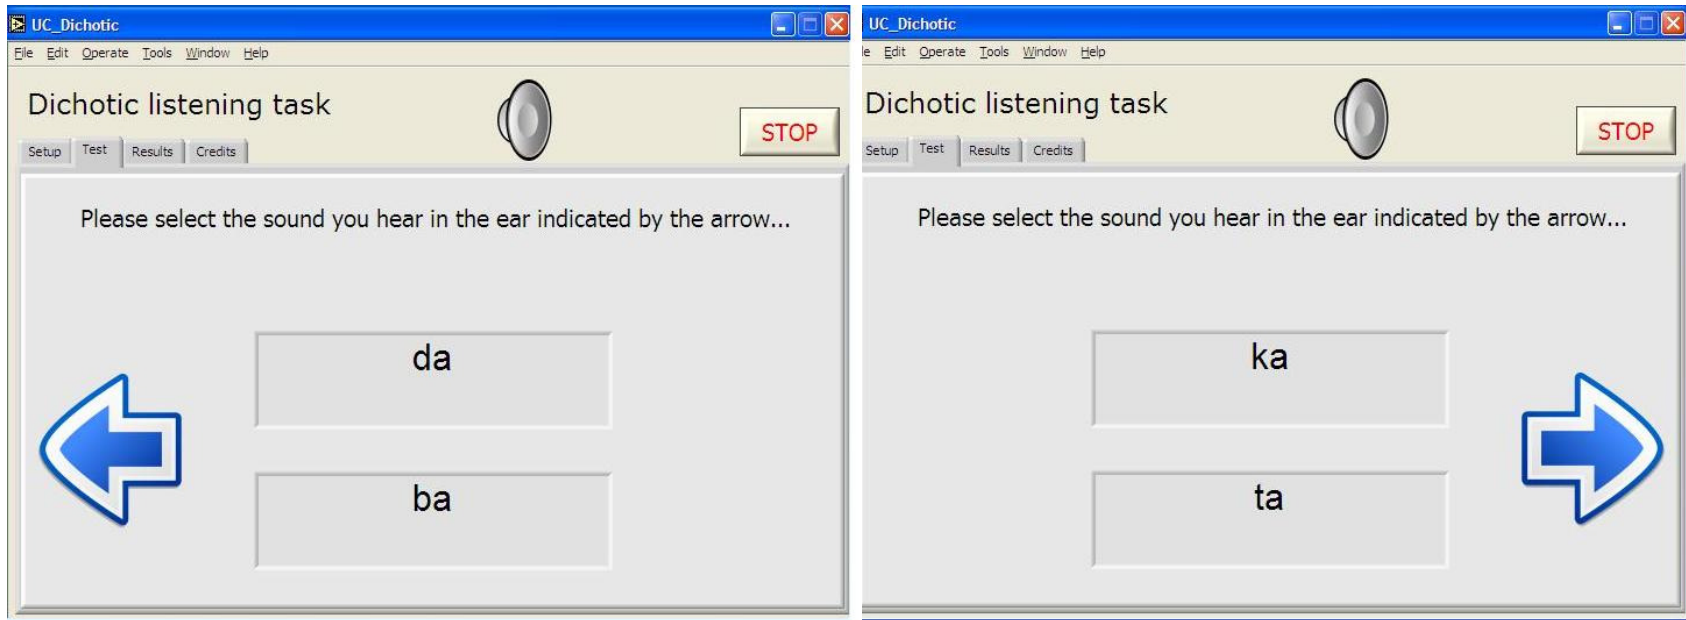 UC_Dichotic
File Edit Operate Tools Window Help
Dichotic listening task
STOP
Setup Test Results Credits
Please select the sound you hear in the ear indicated by the arrow...
da
ba
UC_Dichotic
le Edit Operate Tools Window Help
Dichotic listening task
STOP
Setup Test Results Credits
Please select the sound you hear in the ear indicated by the arrow...
ka
ta